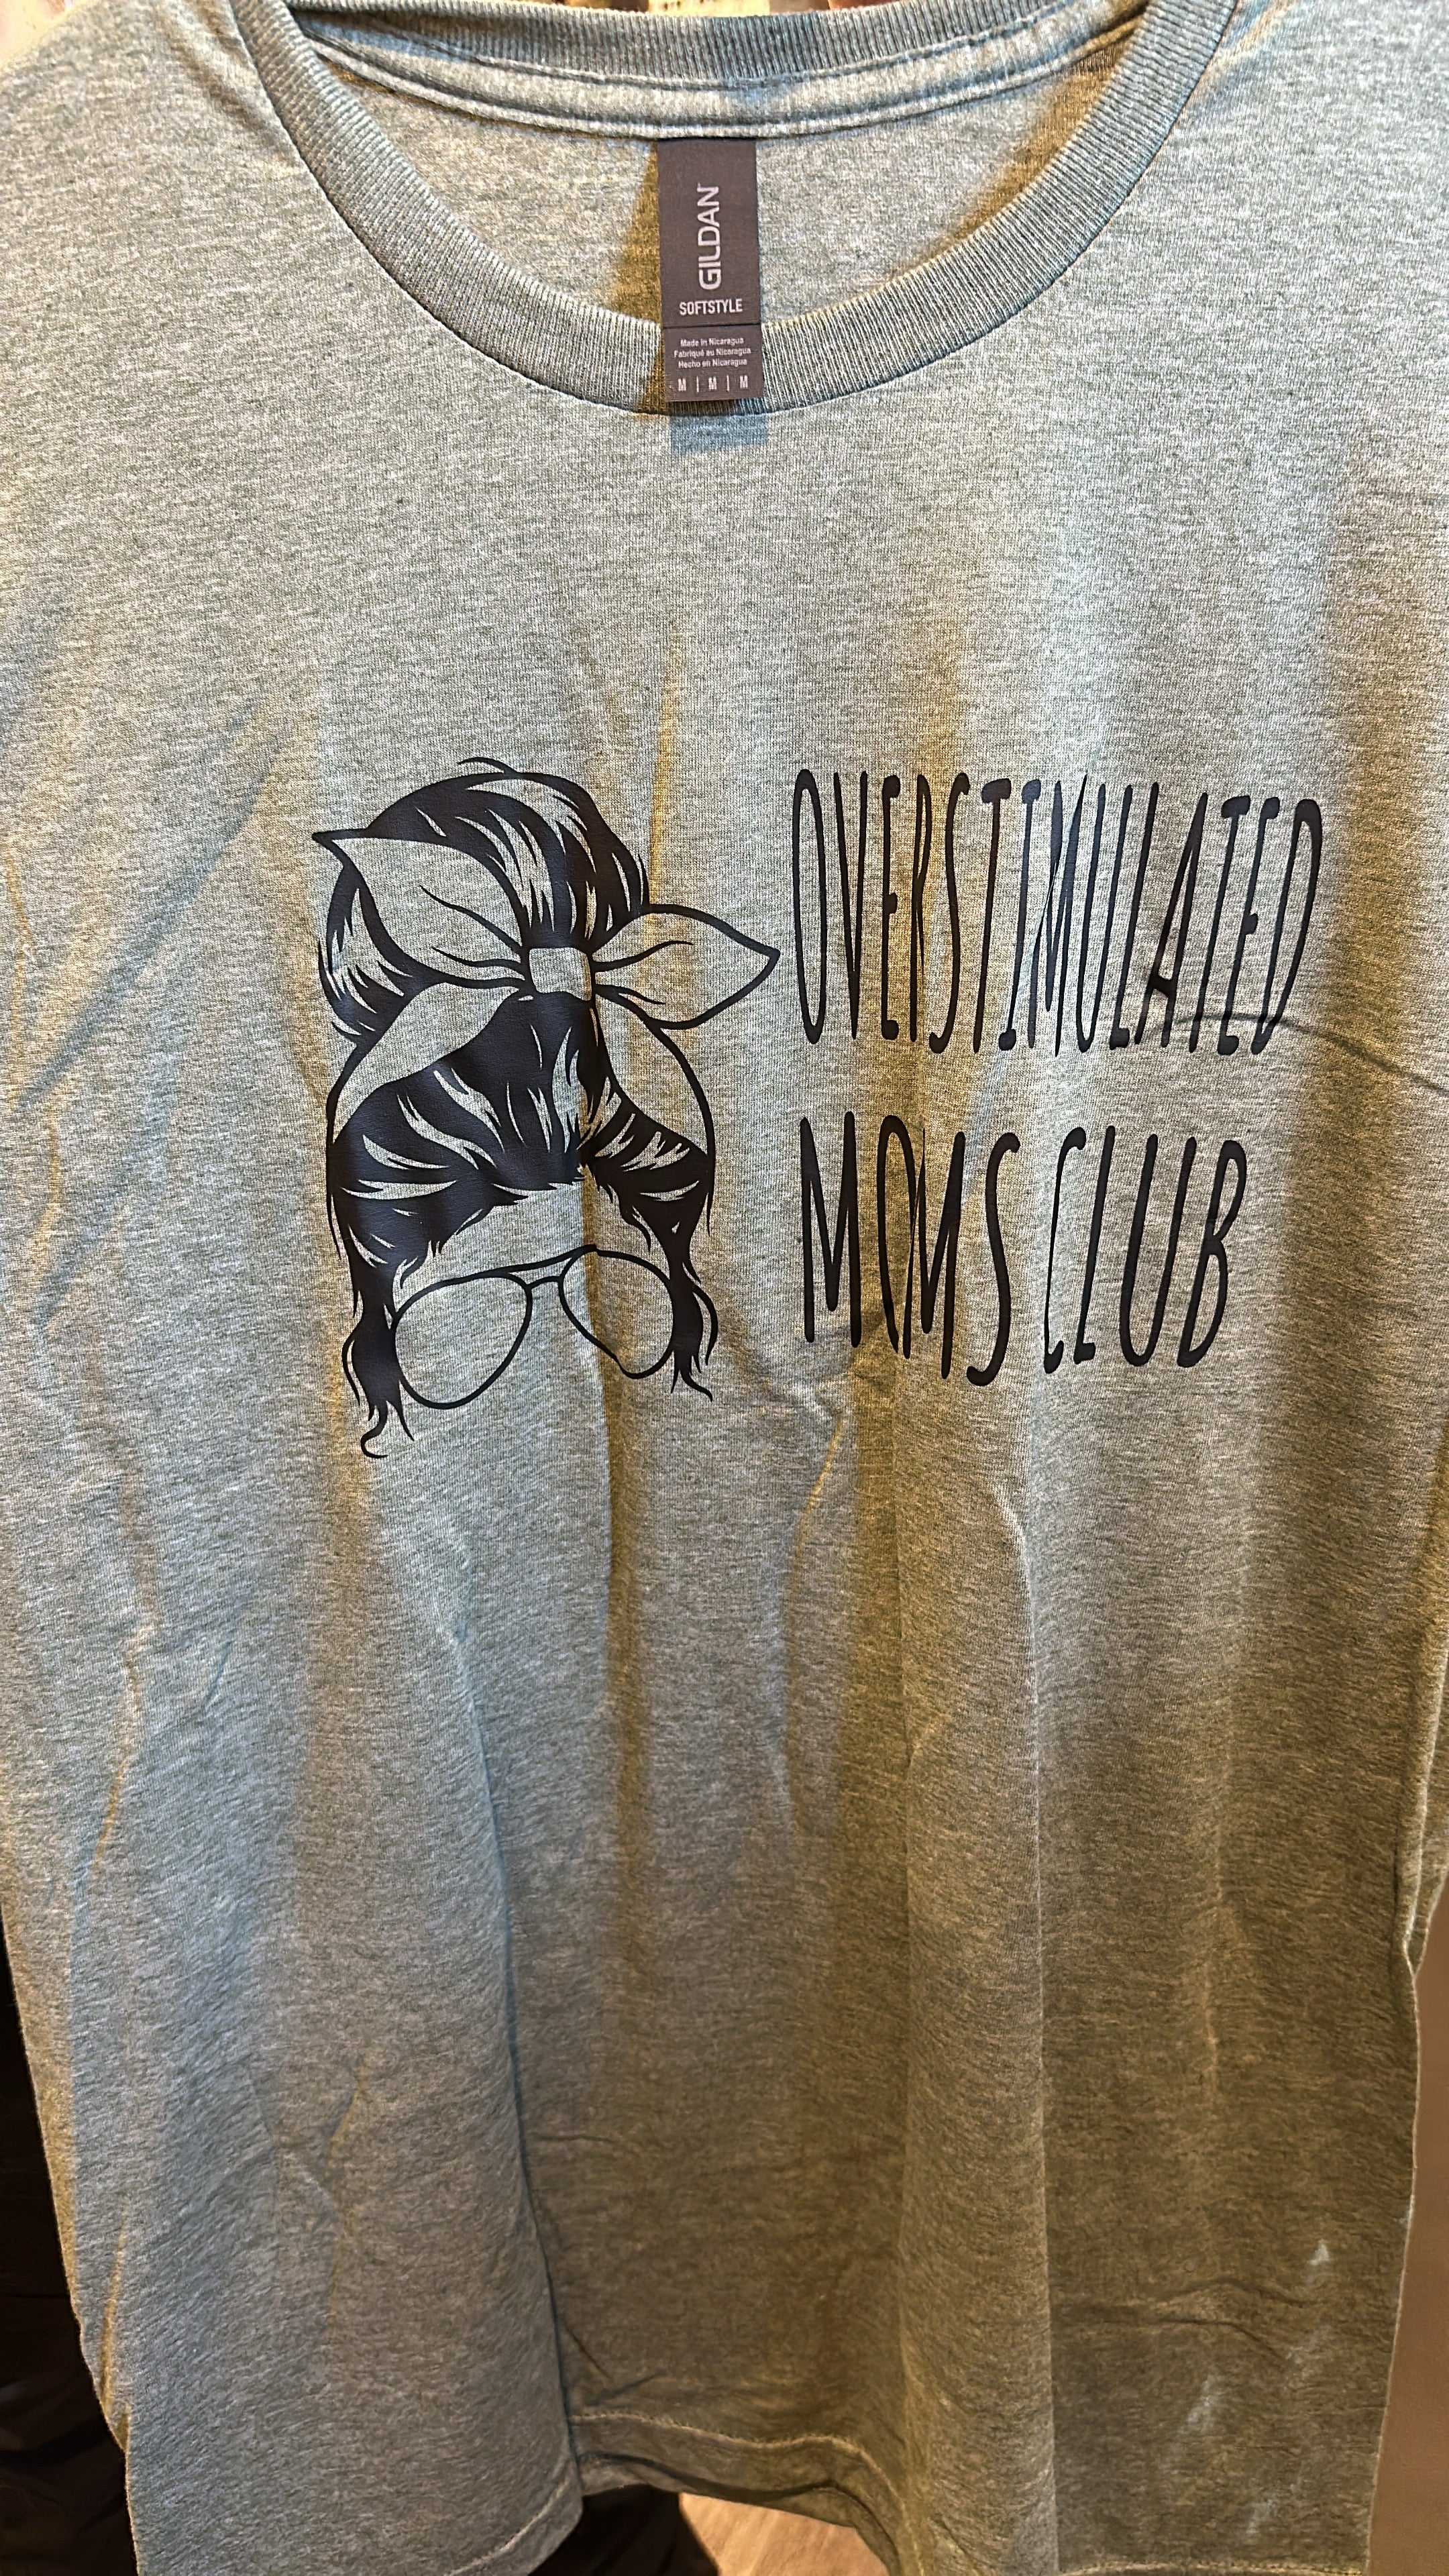 GILDAN
SOFTSTYLE
Made in Nicaragua
Fabriqué au Nicaragua
Hecho en Nicaragua
M | M | M
OVERSTIMULATED
MOMS CLUB